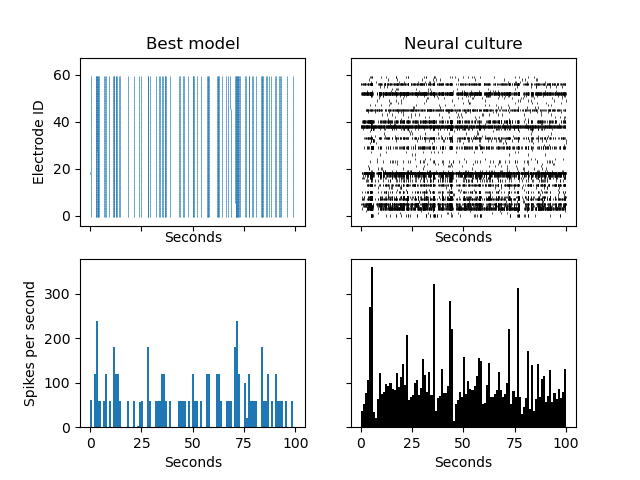 Best model
Neural culture
Electrode ID
60
40
20
0
Seconds
Seconds
Spikes per second
300
200
100
0
0 25 50 75 100
0 25 50 75 100
Seconds
Seconds